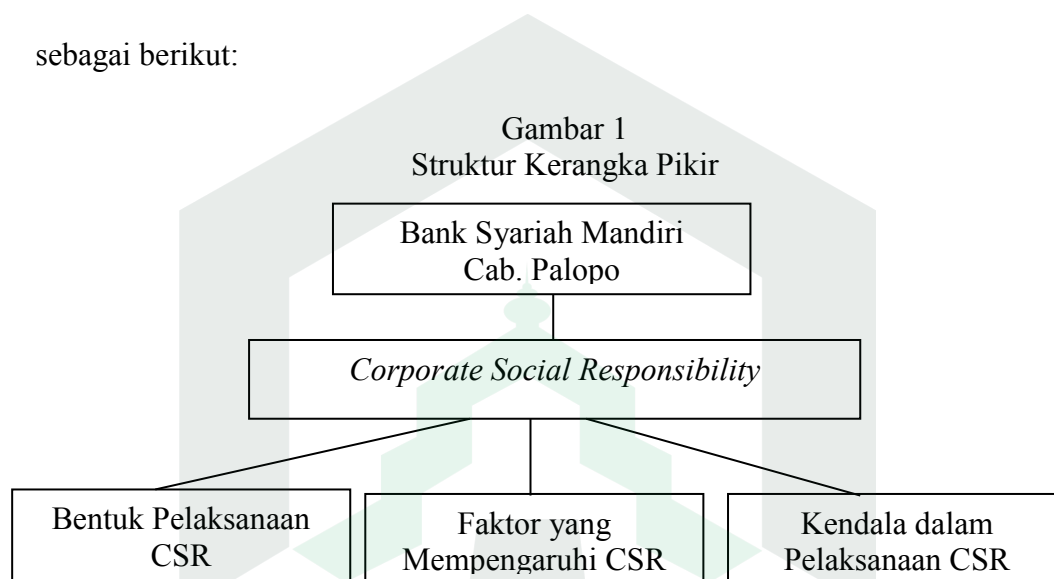 sebagai berikut:
Gambar 1
Struktur Kerangka Pikir
Bank Syariah Mandiri
Cab. Palopo
Corporate Social Responsibility
Bentuk Pelaksanaan
CSR
Faktor yang
Mempengaruhi CSR
Kendala dalam
Pelaksanaan CSR